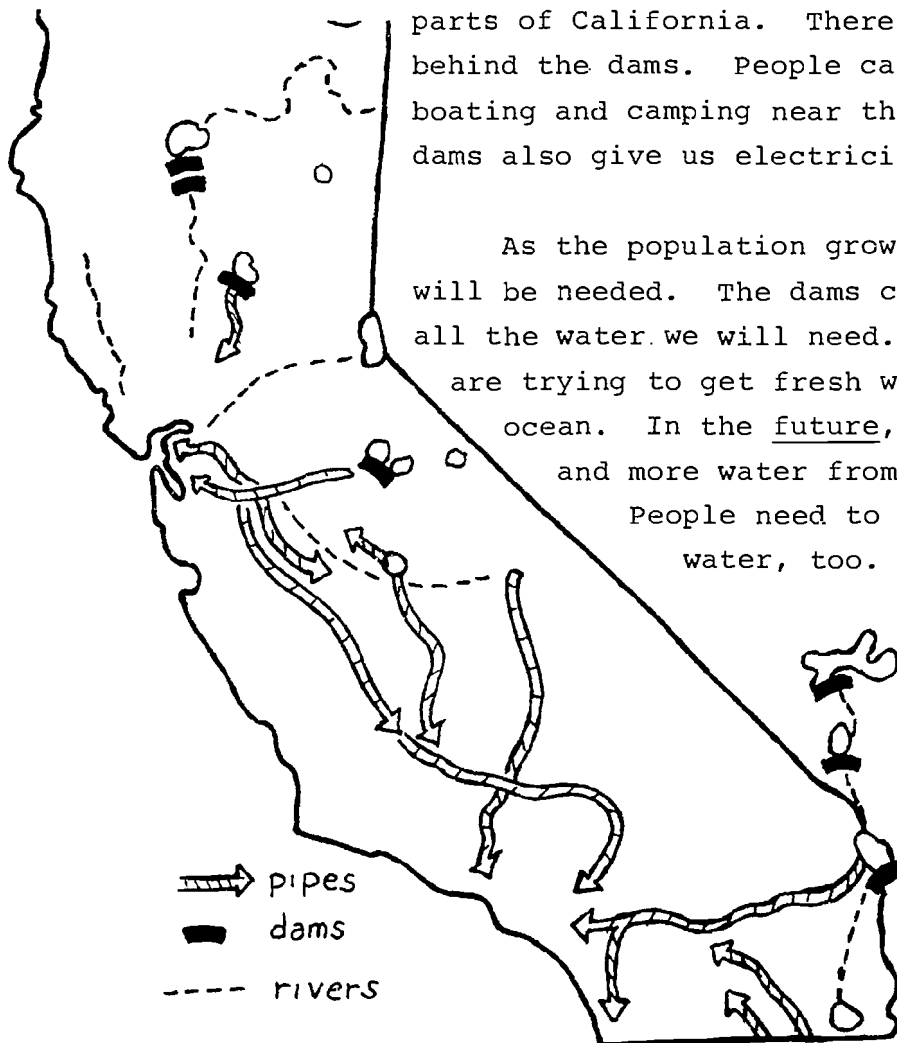 parts of California. There
behind the dams. People ca
boating and camping near th
dams also give us electrici
As the population grow
will be needed. The dams c
all the water we will need.
are trying to get fresh w
ocean. In the future,
and more water from
People need to
water, too.
pipes
dams
rivers